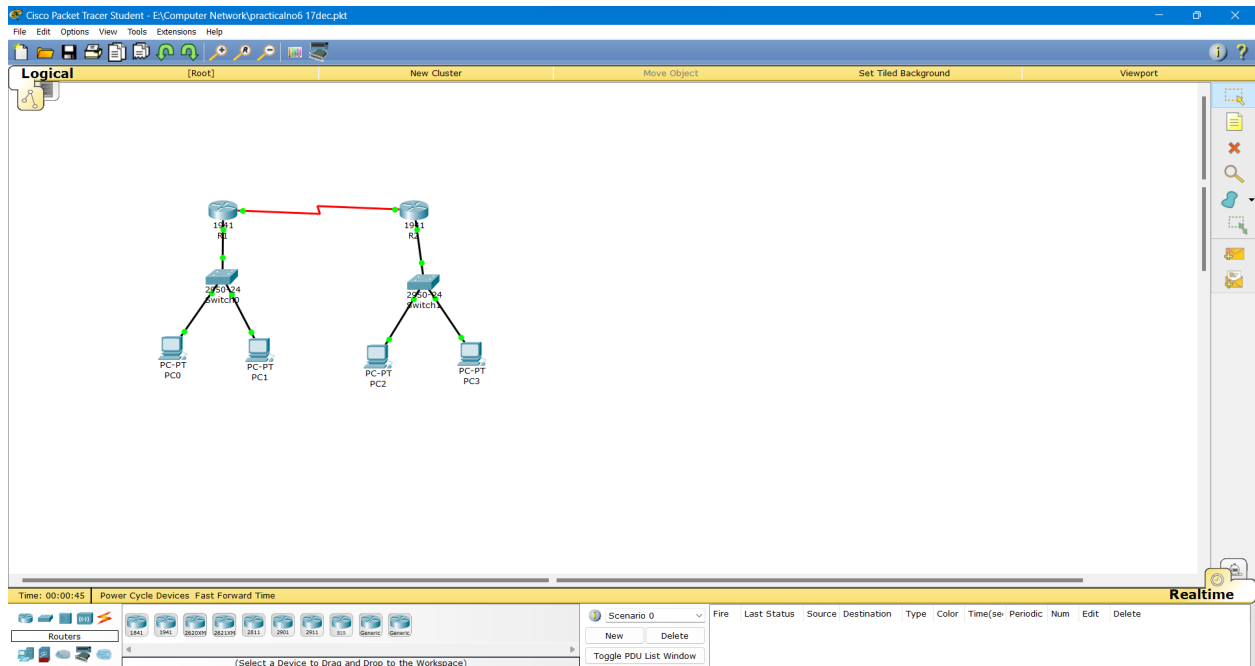 Cisco Packet Tracer Student - E:\Computer Network\practicalno6 17dec.pkt
File Edit Options View Tools Extensions Help
Logical [Root] New Cluster Move Object Set Tiled Background Viewport
1941
R1
1941
R2
2950-24
Switch0
2950-24
Switch1
PC-PT
PC0
PC-PT
PC1
PC-PT
PC2
PC-PT
PC3
Time: 00:00:45 Power Cycle Devices Fast Forward Time Realtime
Routers
1841 1941 2620XM 2621XM 2811 2901 2911 819 Generic Generic
(Select a Device to Drag and Drop to the Workspace)
Scenario 0
New Delete
Toggle PDU List Window
Fire Last Status Source Destination Type Color Time(se Periodic Num Edit Delete